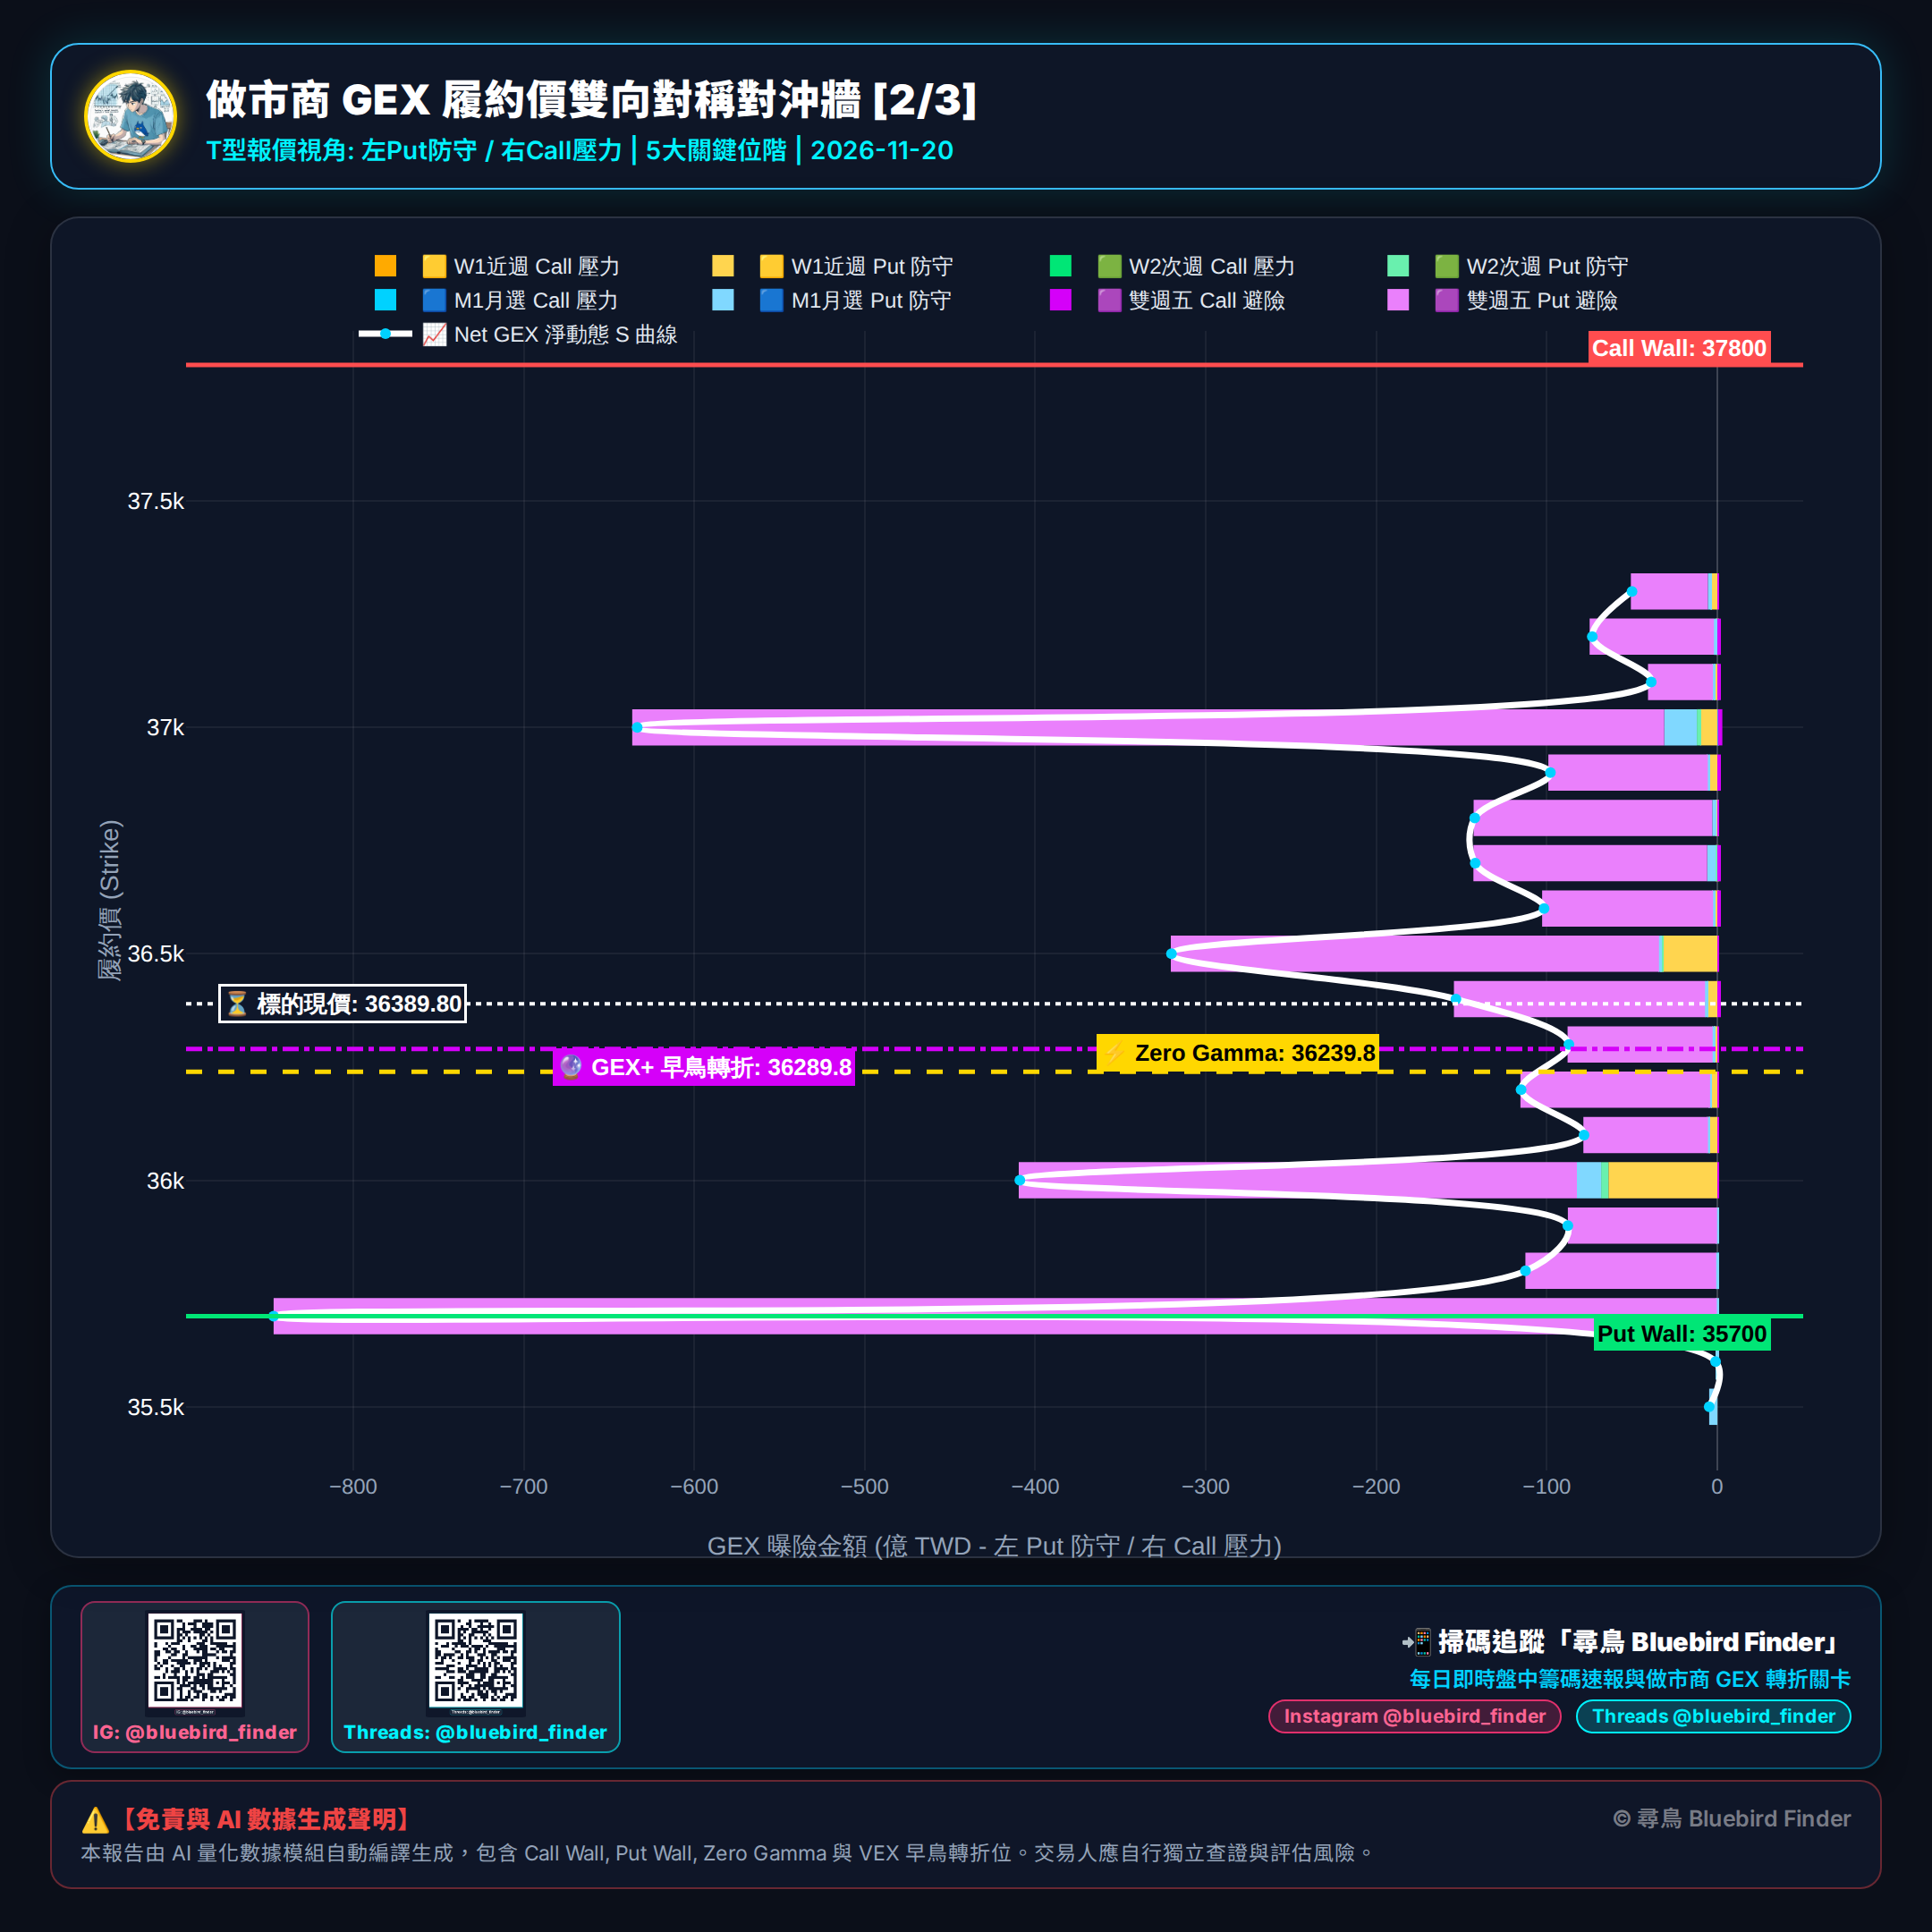 做市商 GEX 履約價雙向對稱對沖牆 [2/3]
T型報價視角: 左Put防守 / 右Call壓力 | 5大關鍵位階 | 2026-11-20
W1近週 Call 壓力
W1近週 Put 防守
W2次週 Call 壓力
W2次週 Put 防守
M1月選 Call 壓力
M1月選 Put 防守
雙週五 Call 避險
雙週五 Put 避險
Net GEX 淨動態 S 曲線
Call Wall: 37800
37.5k
37k
履約價 (Strike)
36.5k
標的現價: 36389.80
Zero Gamma: 36239.8
GEX+ 早鳥轉折: 36289.8
36k
Put Wall: 35700
35.5k
−800
−700
−600
−500
−400
−300
−200
−100
0
GEX 曝險金額 (億 TWD - 左 Put 防守 / 右 Call 壓力)
IG: @bluebird_finder
Threads: @bluebird_finder
IG: @bluebird_finder
Threads: @bluebird_finder
掃碼追蹤「尋鳥 Bluebird Finder」
每日即時盤中籌碼速報與做市商 GEX 轉折關卡
Instagram @bluebird_finder
Threads @bluebird_finder
⚠️【免責與 AI 數據生成聲明】
© 尋鳥 Bluebird Finder
本報告由 AI 量化數據模組自動編譯生成，包含 Call Wall, Put Wall, Zero Gamma 與 VEX 早鳥轉折位。交易人應自行獨立查證與評估風險。